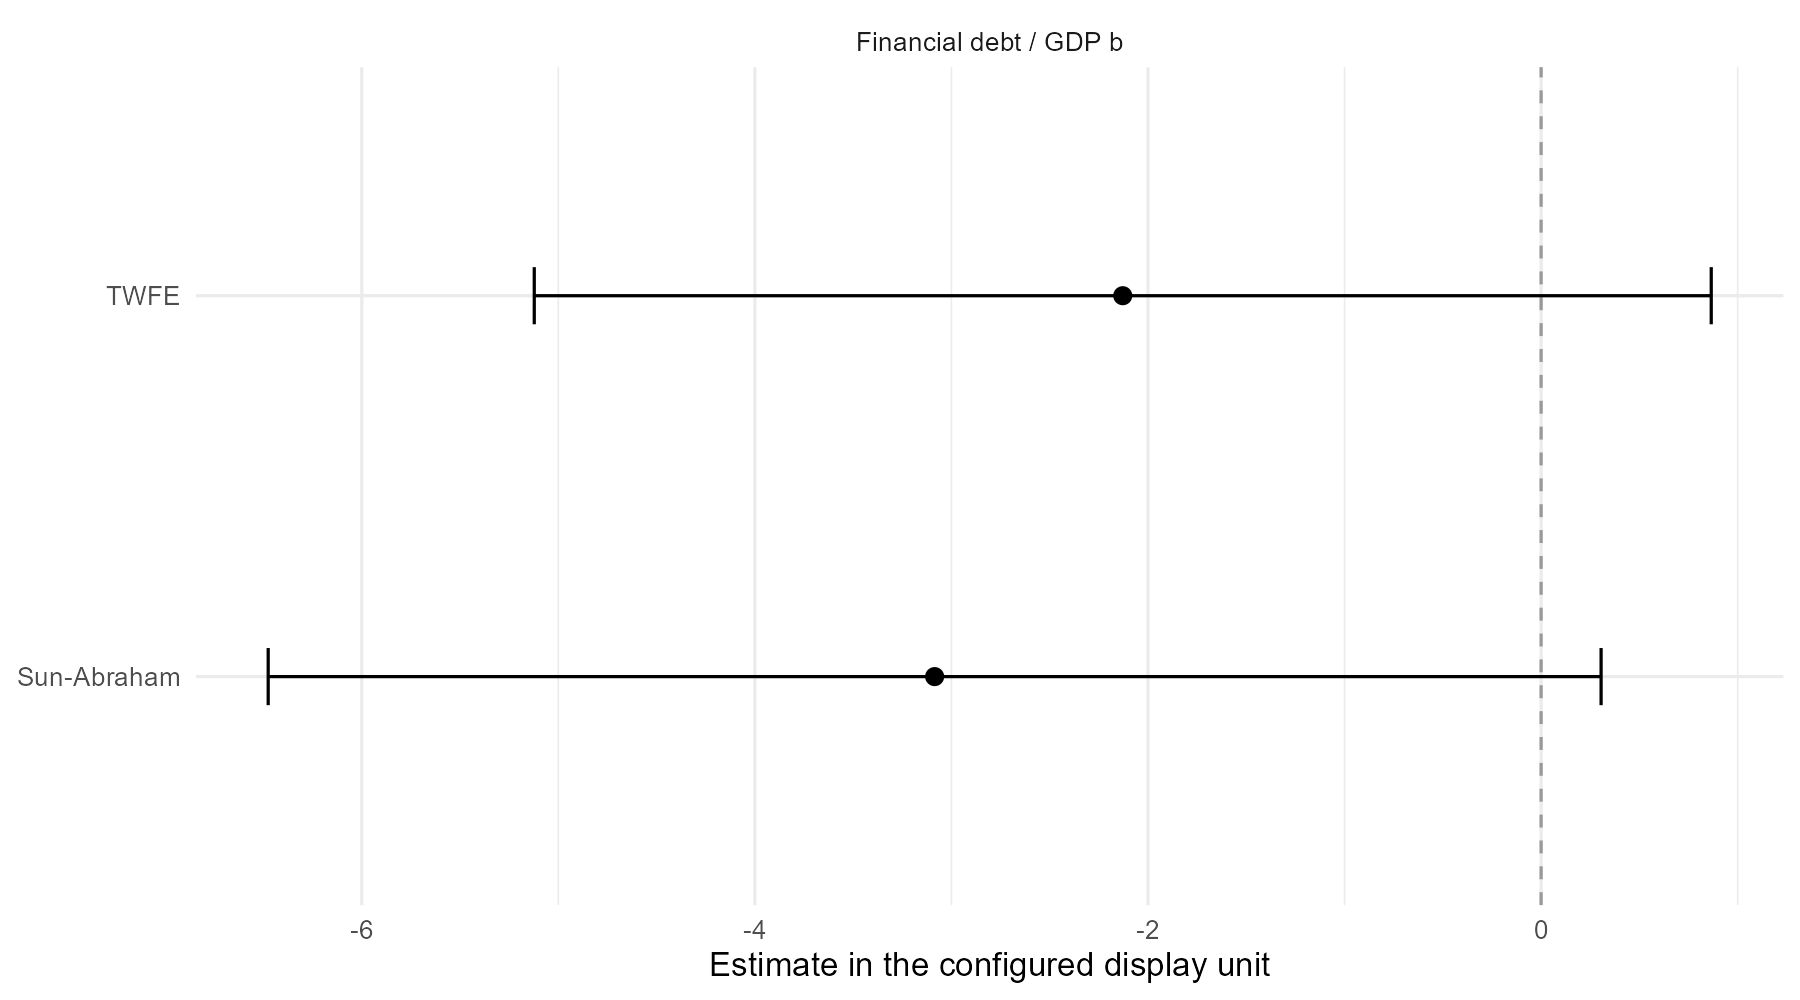 Financial debt / GDP b
TWFE
Sun-Abraham
-6 -4 -2 0
Estimate in the configured display unit